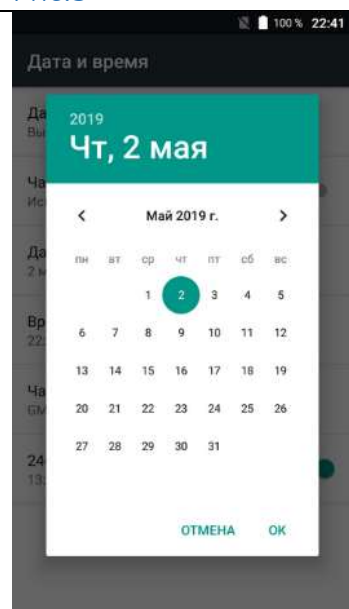 100 % 22:41
Дата и время
2019
Чт, 2 мая
Май 2019 г.
пн вт ср чт пт сб вс
1 2 3 4 5
6 7 8 9 10 11 12
13 14 15 16 17 18 19
20 21 22 23 24 25 26
27 28 29 30 31
ОТМЕНА ОК